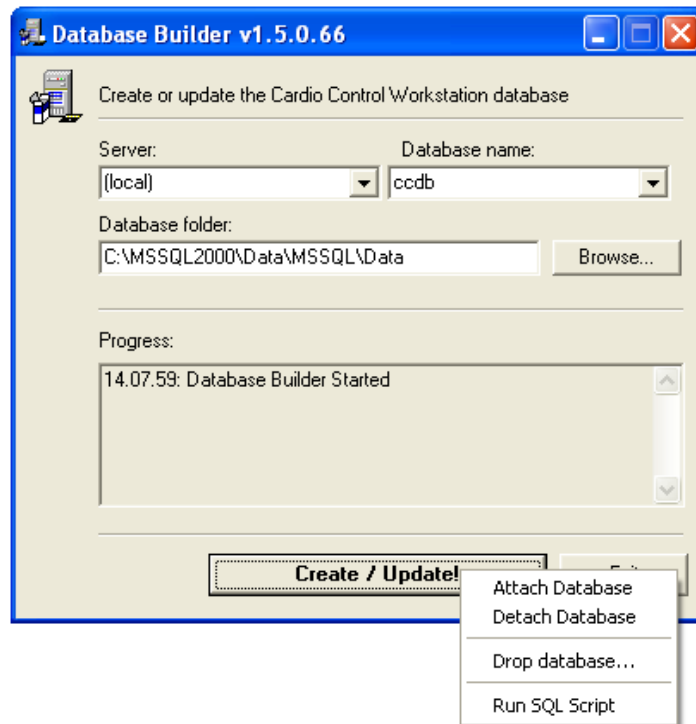 Database Builder v1.5.0.66
Create or update the Cardio Control Workstation database
Server: Database name:
(local) ccdb
Database folder:
C:\MSSQL2000\Data\MSSQL\Data Browse...
Progress:
14.07.59: Database Builder Started
Create / Update!
Attach Database
Detach Database
Drop database...
Run SQL Script